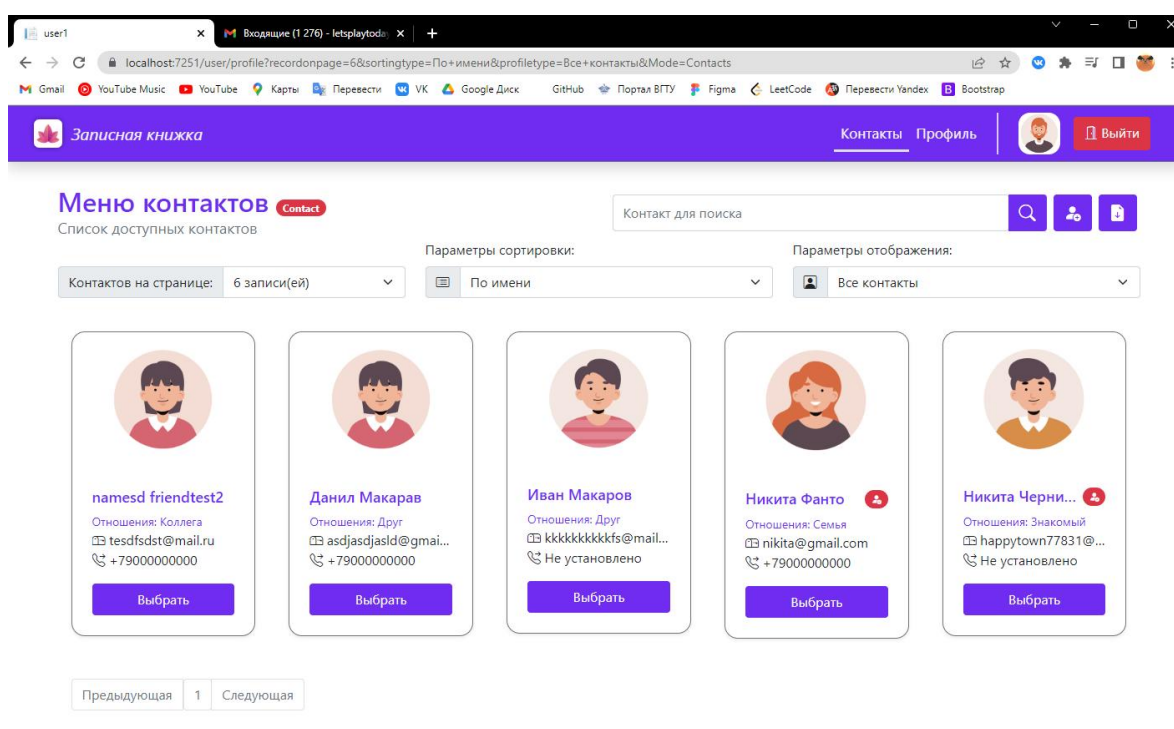 user1
Входящие (1 276) - letsplaytoday
localhost:7251/user/profile?recordonpage=6&sortingtype=По+имени&profiletype=Все+контакты&Mode=Contacts
Gmail YouTube Music YouTube Карты Перевести VK Google Диск GitHub Портал ВГТУ Figma LeetCode Перевести Yandex B Bootstrap
Записная книжка Контакты Профиль Выйти
Меню контактов Contact
Список доступных контактов
Контакт для поиска
Параметры сортировки: Параметры отображения:
Контактов на странице: 6 записи(ей) По имени Все контакты
namesd friendtest2
Отношения: Коллега
tesdfsdst@mail.ru
+79000000000
Выбрать
Данил Макарав
Отношения: Друг
asdjasdjasld@gmai...
+79000000000
Выбрать
Иван Макаров
Отношения: Друг
kkkkkkkkkkfs@mail...
Не установлено
Выбрать
Никита Фанто
Отношения: Семья
nikita@gmail.com
+79000000000
Выбрать
Никита Черни...
Отношения: Знакомый
happytown77831@...
Не установлено
Выбрать
Предыдущая 1 Следующая